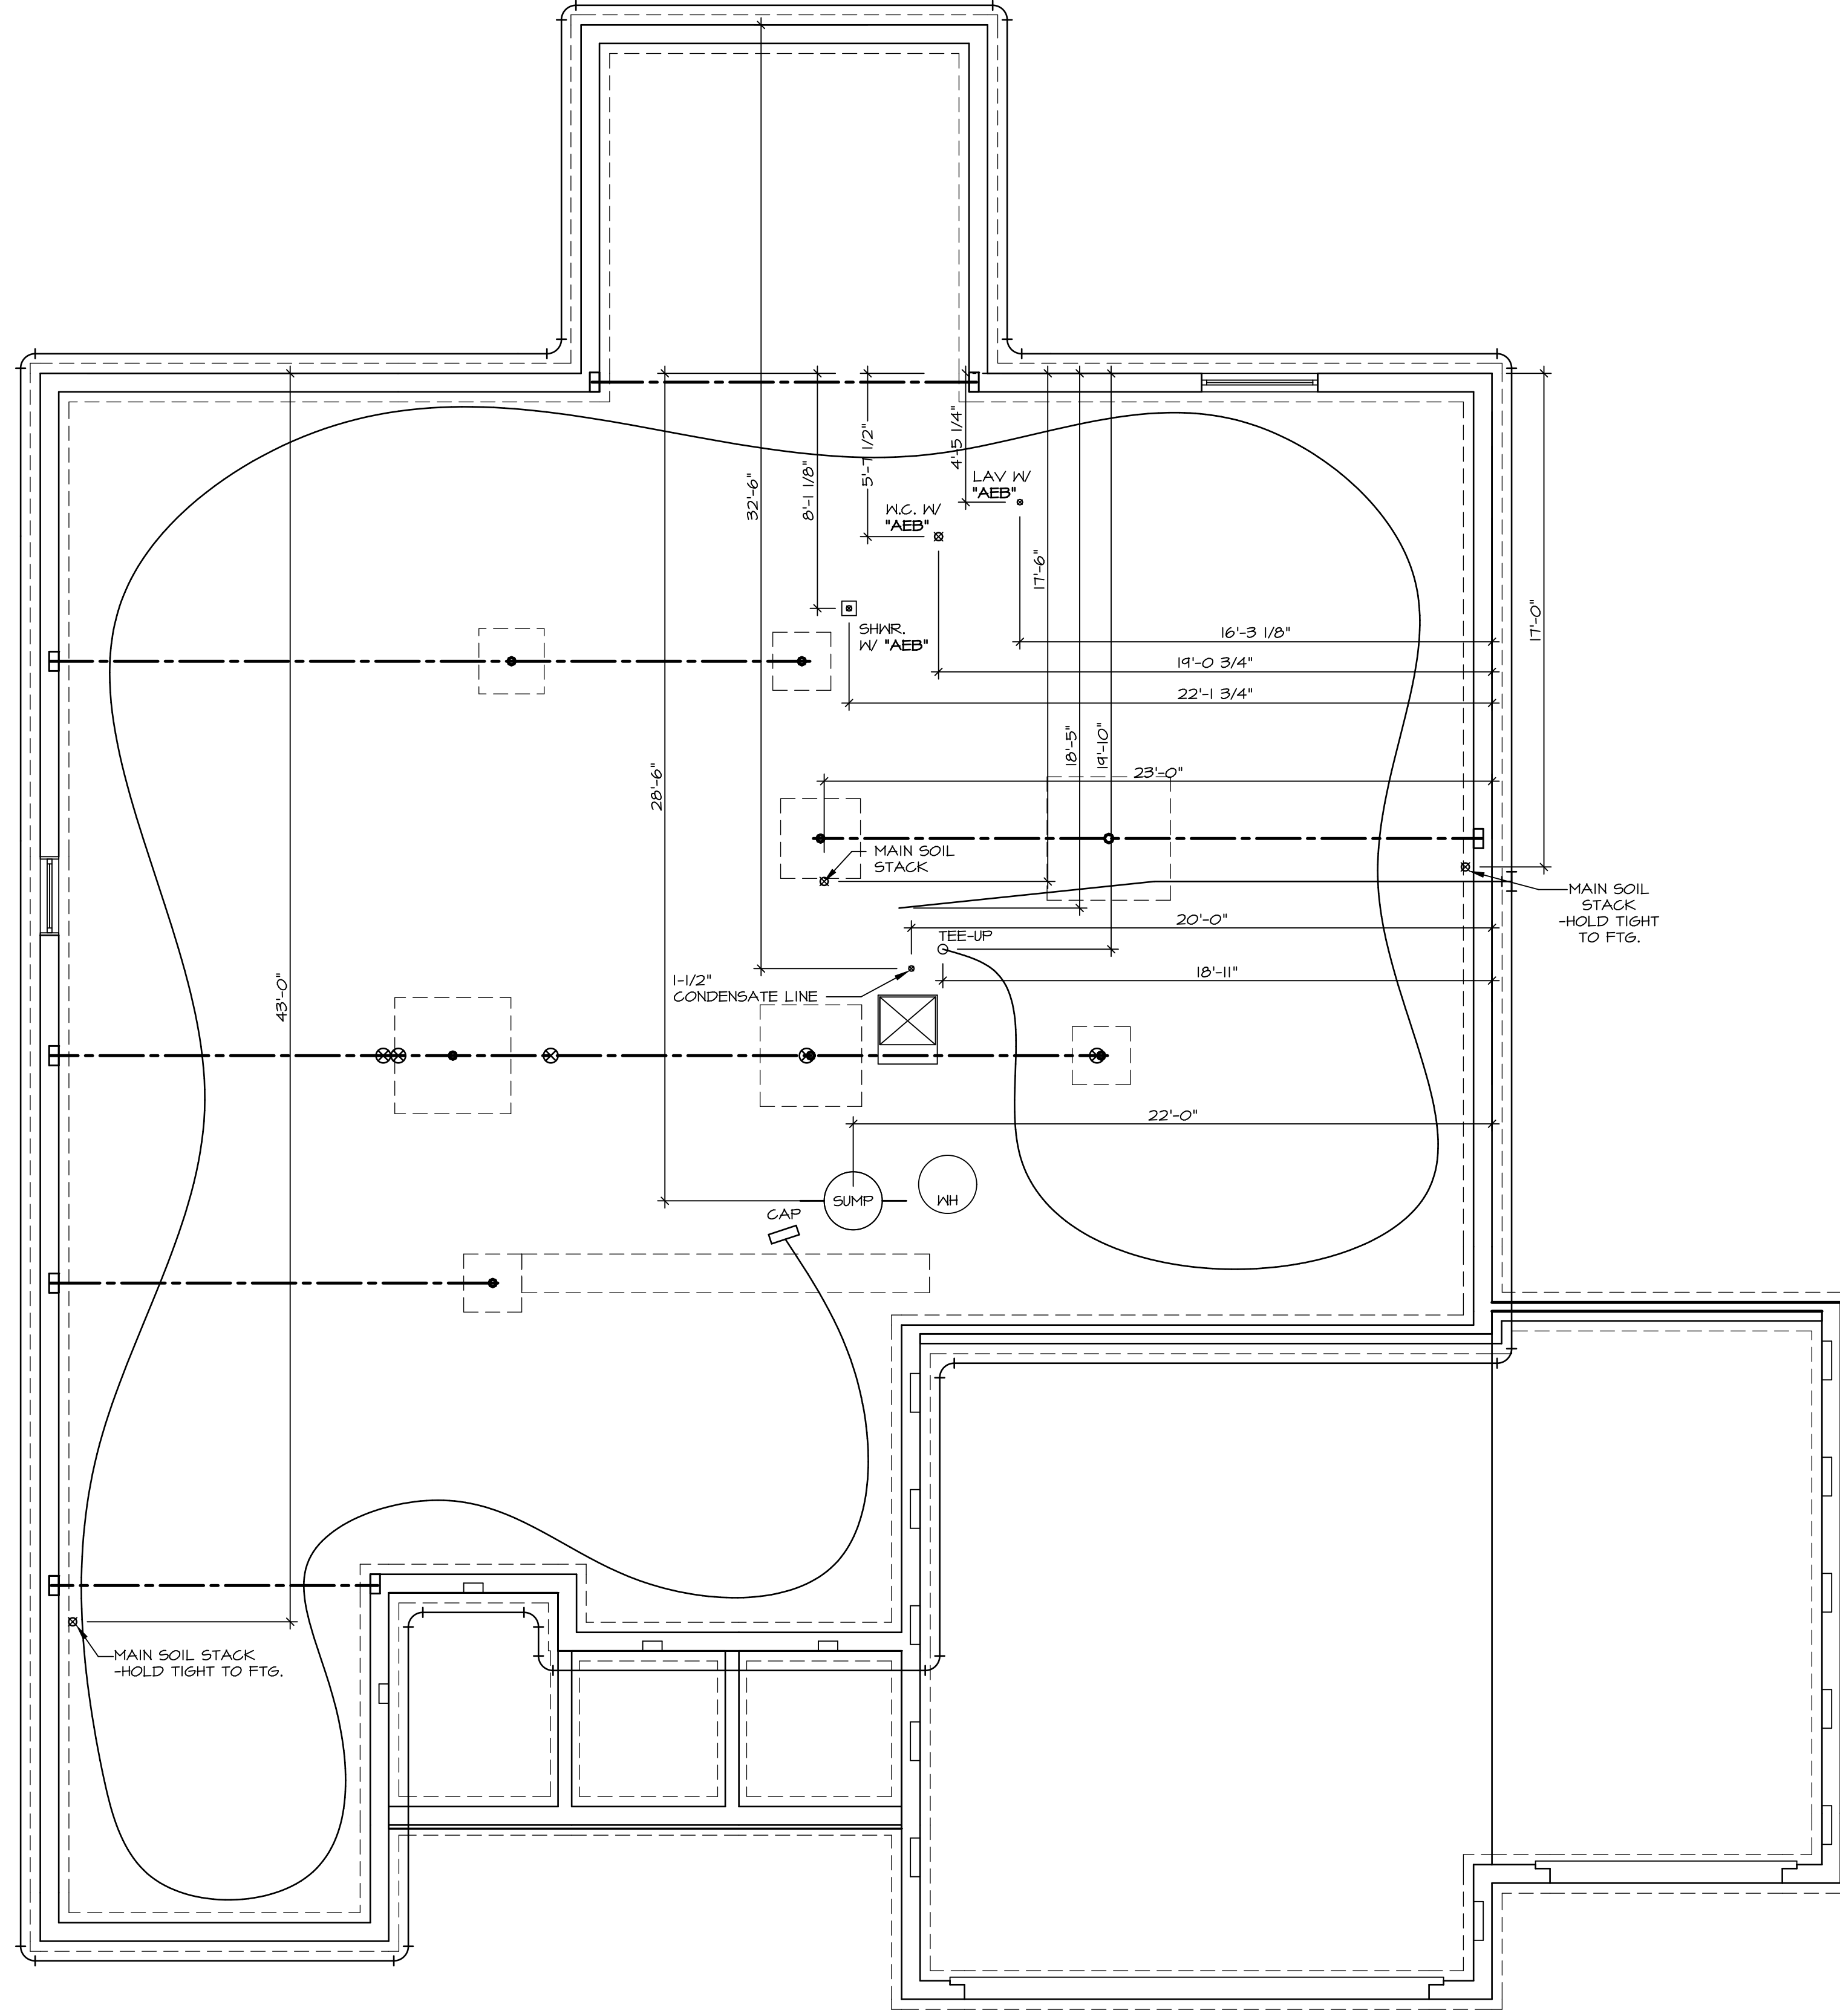 4'-5 1/4"
5'-7 1/2"
LAV W/
"AEB"
32'-6"
8'-1 1/8"
W.C. W/
"AEB"
17'-6"
17'-0"
SHWR.
W/ "AEB"
16'-3 1/8"
19'-0 3/4"
22'-1 3/4"
18'-5"
19'-10"
28'-6"
23'-0"
MAIN SOIL
STACK
MAIN SOIL
STACK
-HOLD TIGHT
TO FTG.
20'-0"
TEE-UP
18'-11"
1-1/2"
CONDENSATE LINE
43'-0"
22'-0"
SUMP
WH
CAP
MAIN SOIL STACK
-HOLD TIGHT TO FTG.